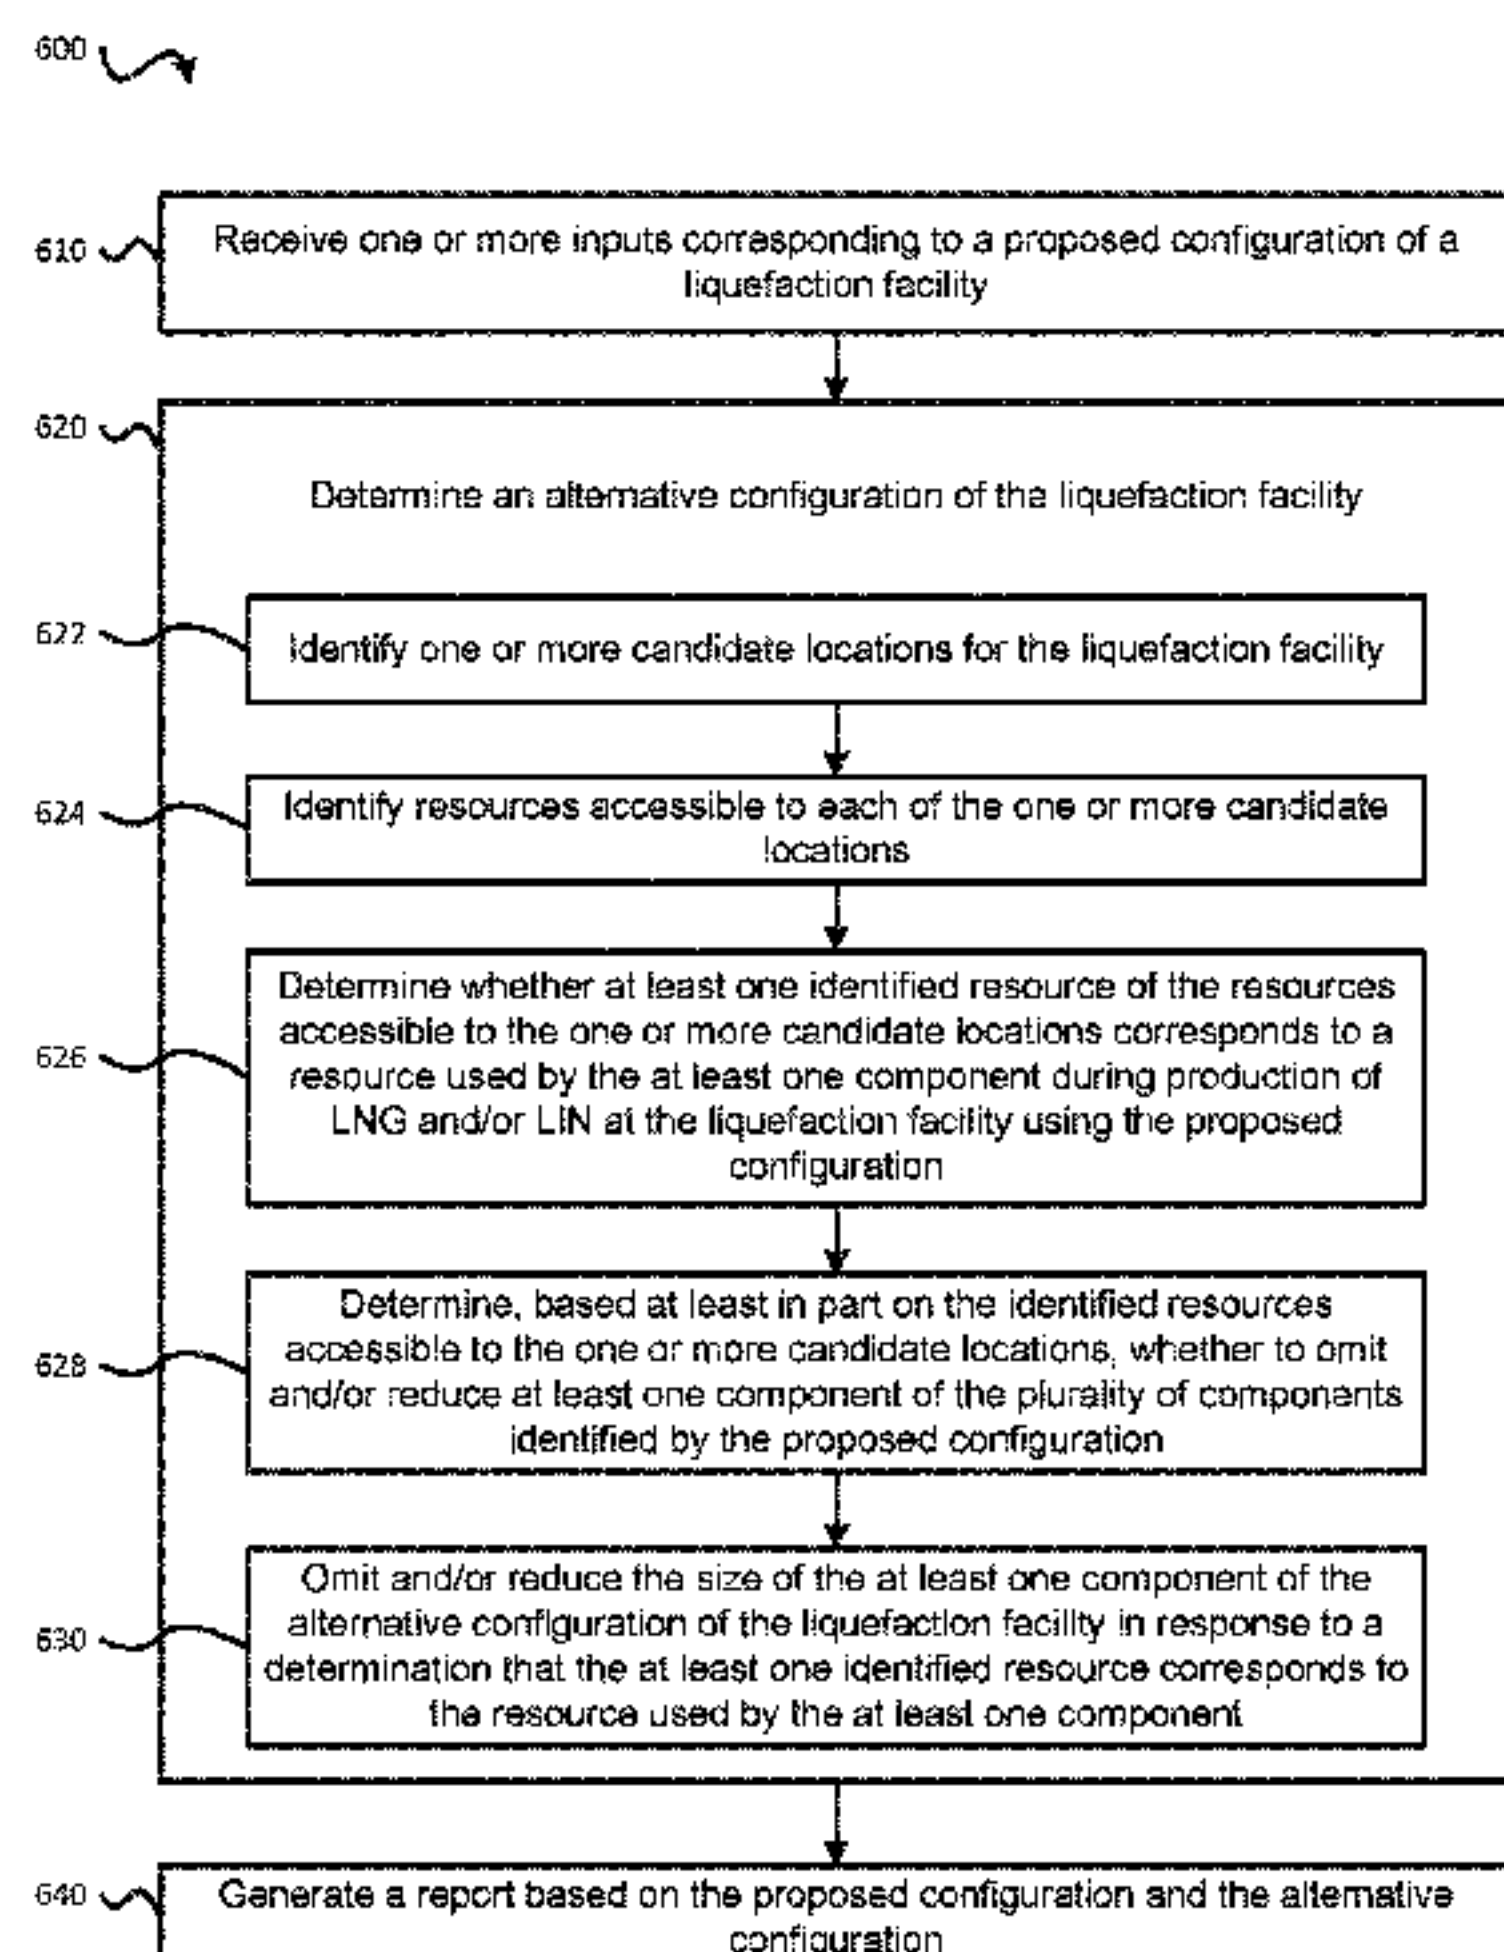 600
610
Receive one or more inputs corresponding to a proposed configuration of a
liquefaction facility
620
Determine an alternative configuration of the liquefaction facility
622
Identify one or more candidate locations for the liquefaction facility
624
Identify resources accessible to each of the one or more candidate
locations
626
Determine whether at least one identified resource of the resources
accessible to the one or more candidate locations corresponds to a
resource used by the at least one component during production of
LNG and/or LIN at the liquefaction facility using the proposed
configuration
628
Determine, based at least in part on the identified resources
accessible to the one or more candidate locations, whether to omit
and/or reduce at least one component of the plurality of components
identified by the proposed configuration
630
Omit and/or reduce the size of the at least one component of the
alternative configuration of the liquefaction facility in response to a
determination that the at least one identified resource corresponds to
the resource used by the at least one component
640
Generate a report based on the proposed configuration and the alternative
configuration